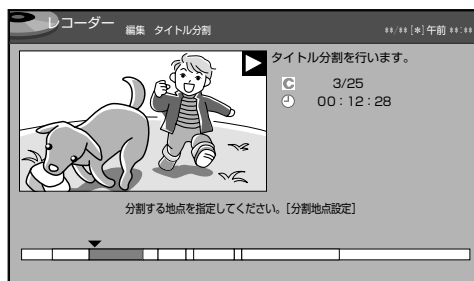 レコーダー 編集 タイトル分割 **/**[*]午前**:**
タイトル分割を行います。
C 3/25
00:12:28
分割する地点を指定してください。[分割地点設定]